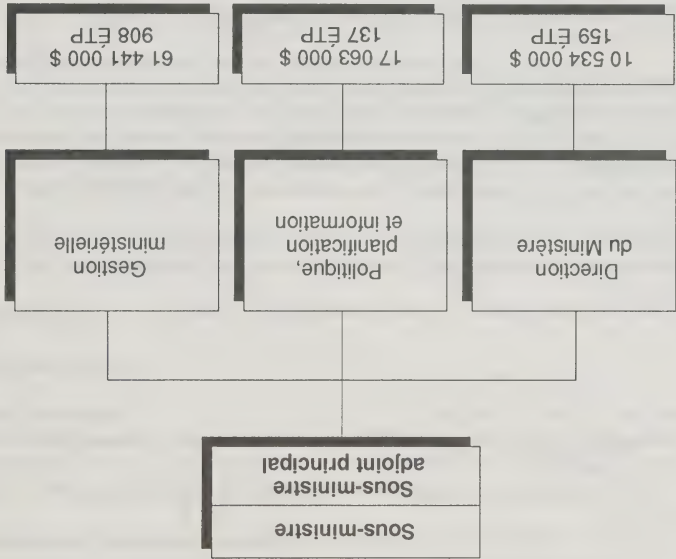 Sous-ministre
Sous-ministre
adjoint principal
Direction
du Ministère
Politique,
planification
et information
Gestion
ministérielle
10 534 000 $
159 ÉTP
17 063 000 $
137 ÉTP
61 441 000 $
908 ÉTP